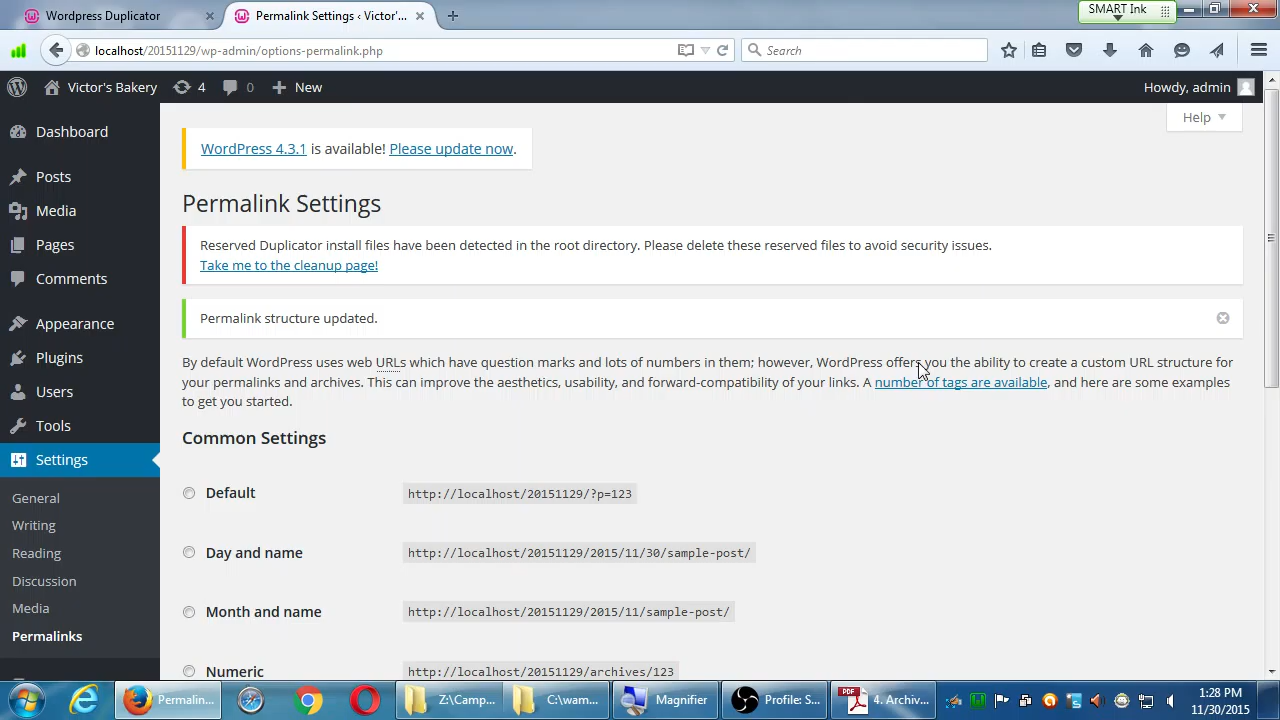 Wordpress Duplicator
Permalink Settings ‹ Victor'...
SMART Ink
localhost/20151129/wp-admin/options-permalink.php
Search
Victor's Bakery
4
0
New
Howdy, admin
Help
Dashboard
Posts
Media
Pages
Comments
Appearance
Plugins
Users
Tools
Settings
General
Writing
Reading
Discussion
Media
Permalinks
WordPress 4.3.1 is available! Please update now.
Permalink Settings
Reserved Duplicator install files have been detected in the root directory. Please delete these reserved files to avoid security issues.
Take me to the cleanup page!
Permalink structure updated.
By default WordPress uses web URLs which have question marks and lots of numbers in them; however, WordPress offers you the ability to create a custom URL structure for
your permalinks and archives. This can improve the aesthetics, usability, and forward-compatibility of your links. A number of tags are available, and here are some examples
to get you started.
Common Settings
Default http://localhost/20151129/?p=123
Day and name http://localhost/20151129/2015/11/30/sample-post/
Month and name http://localhost/20151129/2015/11/sample-post/
Numeric http://localhost/20151129/archives/123
Permalin...
Z:\Camp...
C:\wam...
Magnifier
Profile: S...
PDF
4. Archiv...
1:28 PM
11/30/2015